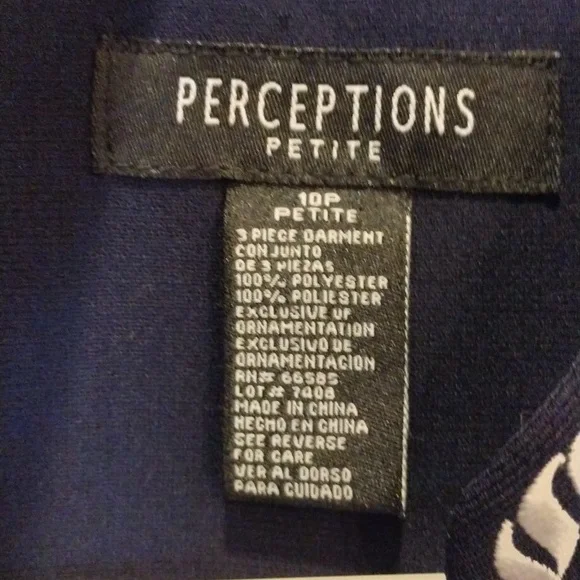 PERCEPTIONS
PETITE
10P
PETITE
3 PIECE GARMENT
CONJUNTO
DE 3 PIEZAS
100% POLYESTER
100% POLIESTER
EXCLUSIVE OF
ORNAMENTATION
EXCLUSIVO DE
ORNAMENTACION
RN# 66585
LOT# 7408
MADE IN CHINA
HECHO EN CHINA
SEE REVERSE
FOR CARE
VER AL DORSO
PARA CUIDADO